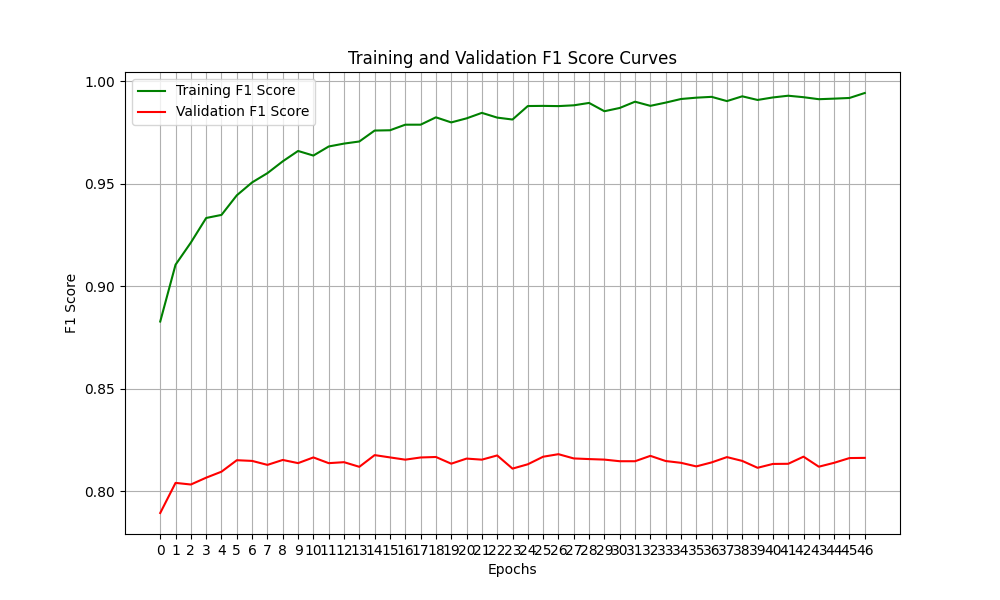 Training and Validation F1 Score Curves
Training F1 Score
Validation F1 Score
1.00
0.95
0.90
0.85
0.80
F1 Score
0 1 2 3 4 5 6 7 8 9 10 11 12 13 14 15 16 17 18 19 20 21 22 23 24 25 26 27 28 29 30 31 32 33 34 35 36 37 38 39 40 41 42 43 44 45 46
Epochs